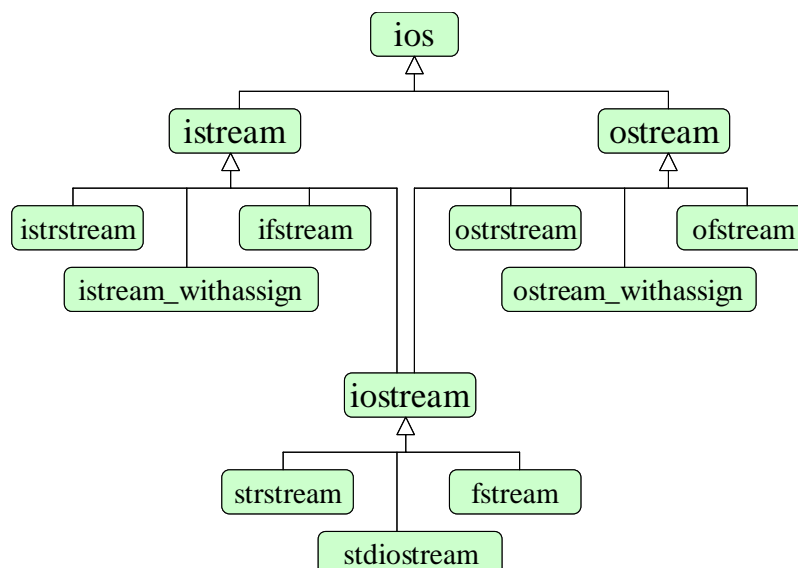 ios
istream
ostream
istrstream
ifstream
ostrstream
ofstream
istream_withassign
ostream_withassign
iostream
strstream
fstream
stdiostream